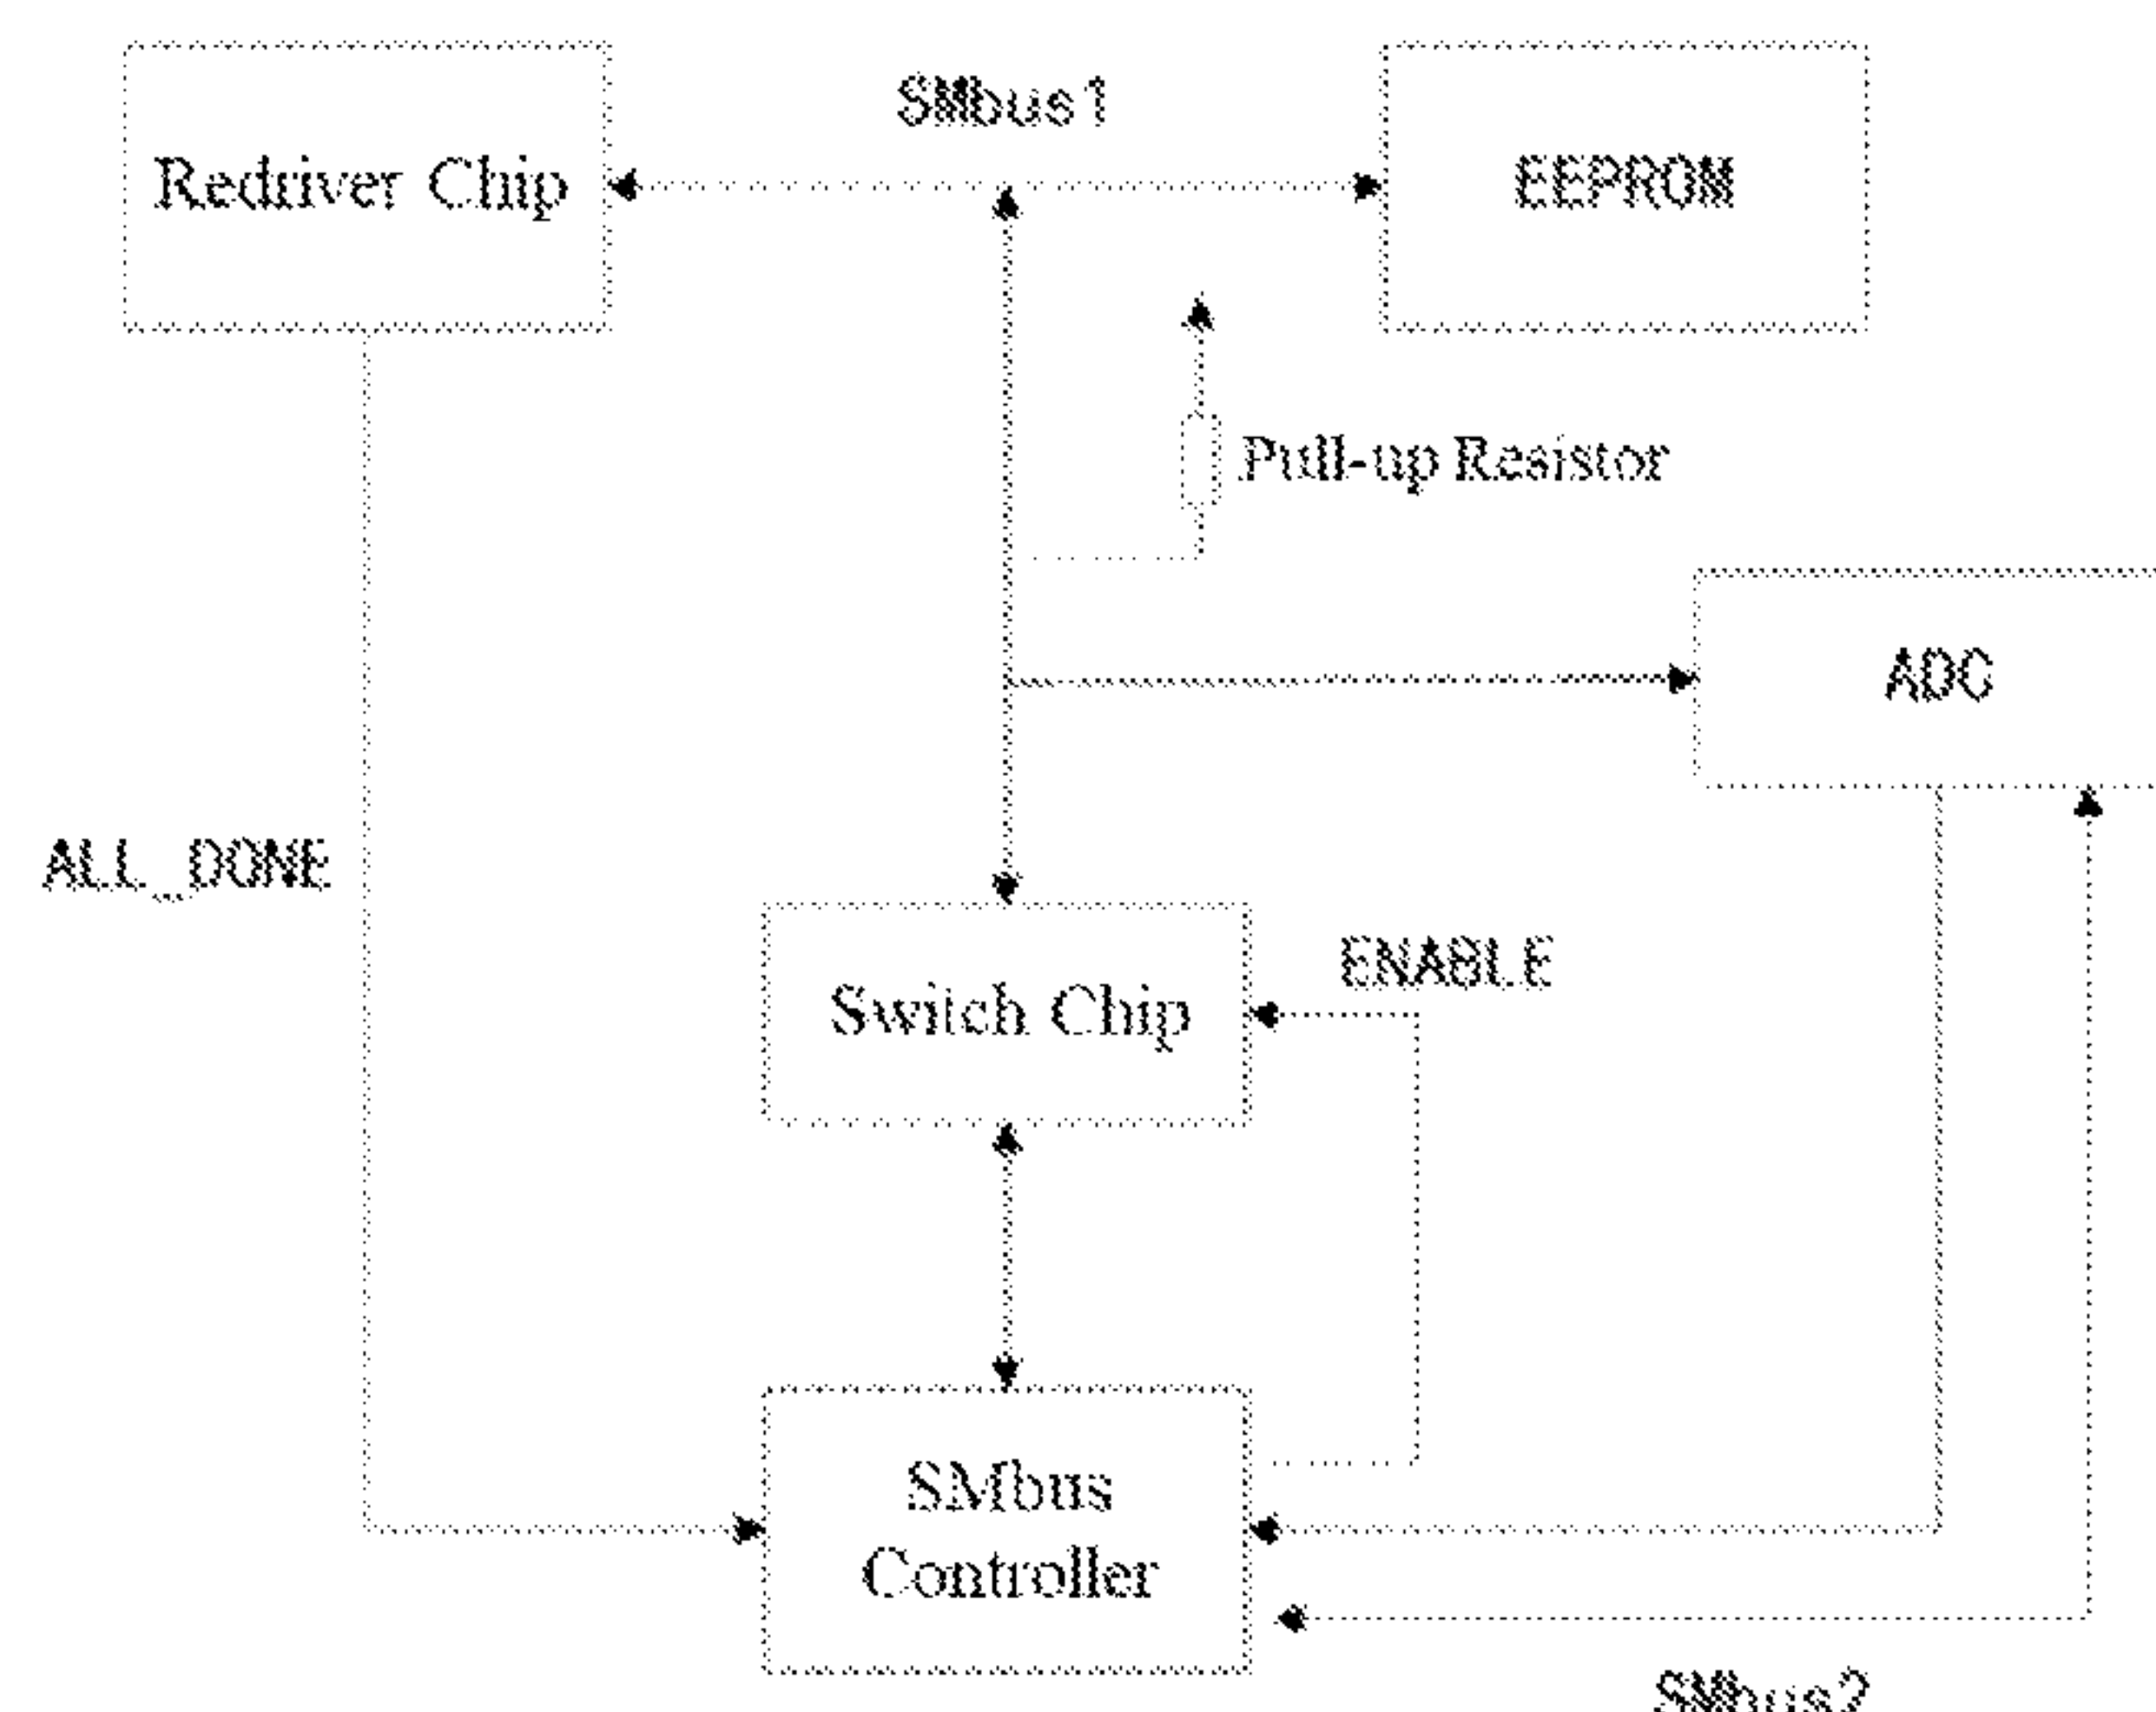 SMbus1
Redriver Chip
EEPROM
Pull-up Resistor
ADC
ALL_DONE
ENABLE
Switch Chip
SMbus
Controller
SMbus2